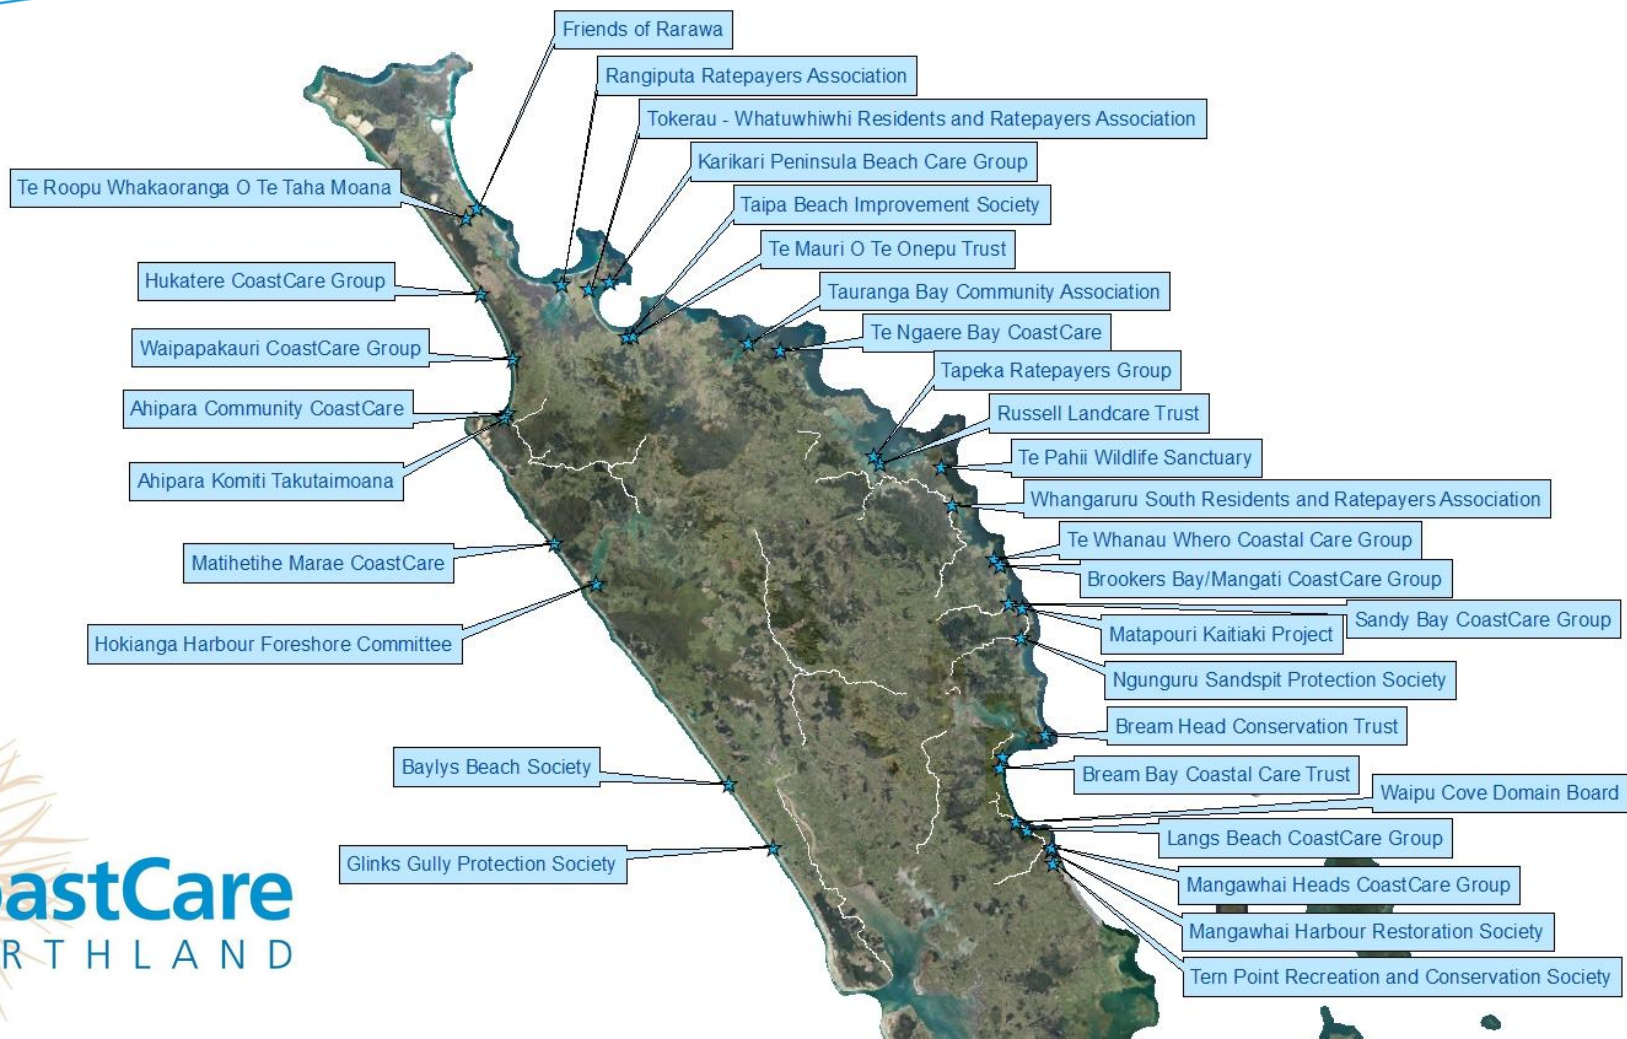 Friends of Rarawa
Rangiputa Ratepayers Association
Tokerau - Whatuwhiwhi Residents and Ratepayers Association
Karikari Peninsula Beach Care Group
Te Roopu Whakaoranga O Te Taha Moana
Taipa Beach Improvement Society
Te Mauri O Te Onepu Trust
Hukatere CoastCare Group
Tauranga Bay Community Association
Te Ngaere Bay CoastCare
Waipapakauri CoastCare Group
Tapeka Ratepayers Group
Ahipara Community CoastCare
Russell Landcare Trust
Te Pahii Wildlife Sanctuary
Ahipara Komiti Takutaimoana
Whangaruru South Residents and Ratepayers Association
Te Whanau Whero Coastal Care Group
Matihetihe Marae CoastCare
Brookers Bay/Mangati CoastCare Group
Sandy Bay CoastCare Group
Matapouri Kaitiaki Project
Hokianga Harbour Foreshore Committee
Ngunguru Sandspit Protection Society
Bream Head Conservation Trust
Baylys Beach Society
Bream Bay Coastal Care Trust
Waipu Cove Domain Board
Langs Beach CoastCare Group
Glinks Gully Protection Society
Mangawhai Heads CoastCare Group
Mangawhai Harbour Restoration Society
Tern Point Recreation and Conservation Society
oastCare
RTHLAND